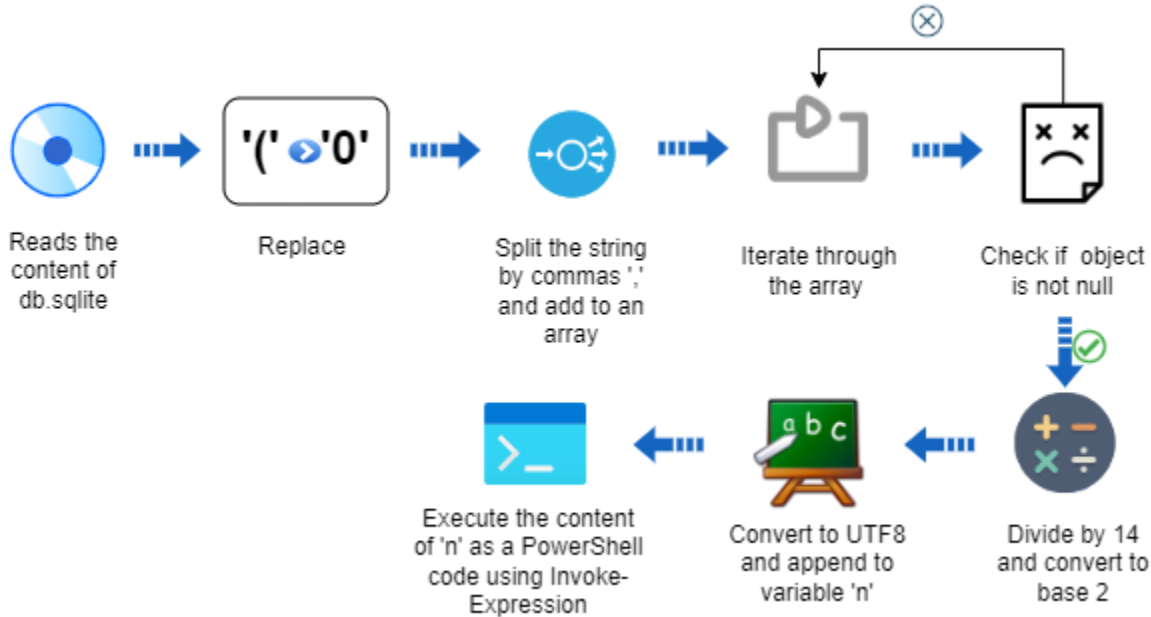 '(' '0'
Reads the
content of
db.sqlite
Replace
Split the string
by commas ','
and add to an
array
Iterate through
the array
Check if object
is not null
a b c
Execute the content
of 'n' as a PowerShell
code using Invoke-
Expression
Convert to UTF8
and append to
variable 'n'
Divide by 14
and convert to
base 2